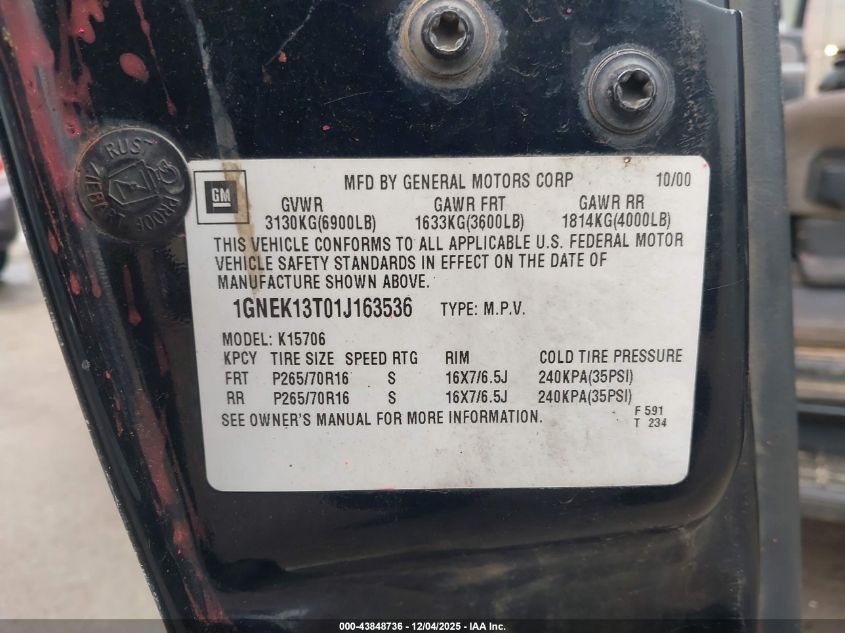 RUST
ZIEBART
PROOF
GM
MFD BY GENERAL MOTORS CORP 10/00
GVWR GAWR FRT GAWR RR
3130KG(6900LB) 1633KG(3600LB) 1814KG(4000LB)
THIS VEHICLE CONFORMS TO ALL APPLICABLE U.S. FEDERAL MOTOR
VEHICLE SAFETY STANDARDS IN EFFECT ON THE DATE OF
MANUFACTURE SHOWN ABOVE.
1GNEK13T01J163536 TYPE: M.P.V.
MODEL: K15706
KPCY TIRE SIZE SPEED RTG RIM COLD TIRE PRESSURE
FRT P265/70R16 S 16X7/6.5J 240KPA(35PSI)
RR P265/70R16 S 16X7/6.5J 240KPA(35PSI)
SEE OWNER'S MANUAL FOR MORE INFORMATION.
F 591
T 234
000-43848736 - 12/04/2025 - IAA Inc.